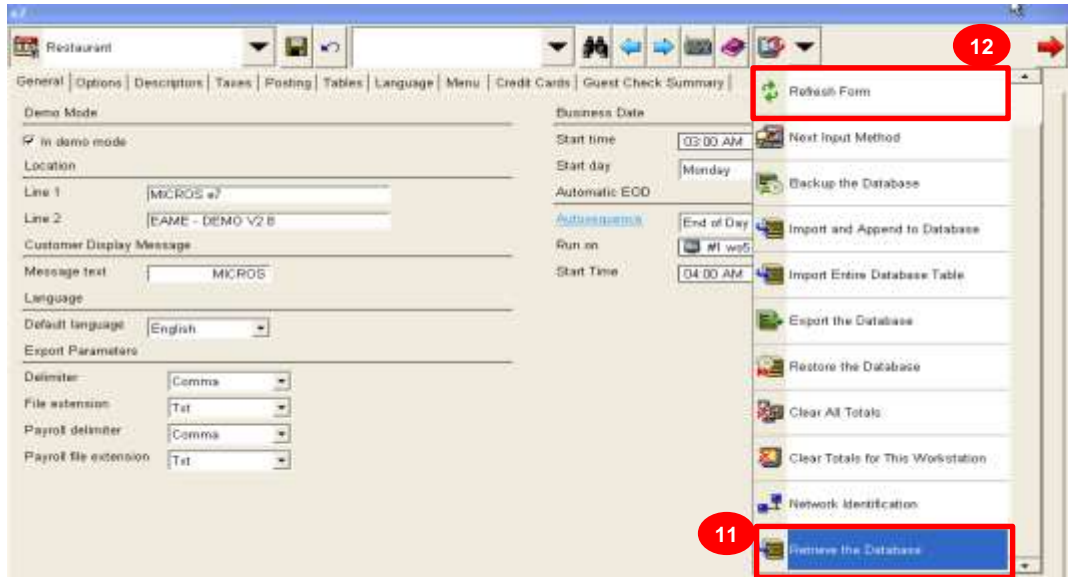 e7
Restaurant
12
General Options Descriptors Taxes Posting Tables Language Menu Credit Cards Guest Check Summary
Demo Mode
In demo mode
Location
Line 1 MICROS e7
Line 2 EAME - DEMO V2.8
Customer Display Message
Message text MICROS
Language
Default language English
Export Parameters
Delimiter Comma
File extension Txt
Payroll delimiter Comma
Payroll file extension Txt
Business Date
Start time 03:00 AM
Start day Monday
Automatic EOD
Autosequence End of Day
Run on #1 ws5
Start Time 04:00 AM
Refresh Form
Next Input Method
Backup the Database
Import and Append to Database
Import Entire Database Table
Export the Database
Restore the Database
Clear All Totals
Clear Totals for This Workstation
Network Identification
11
Retrieve the Database